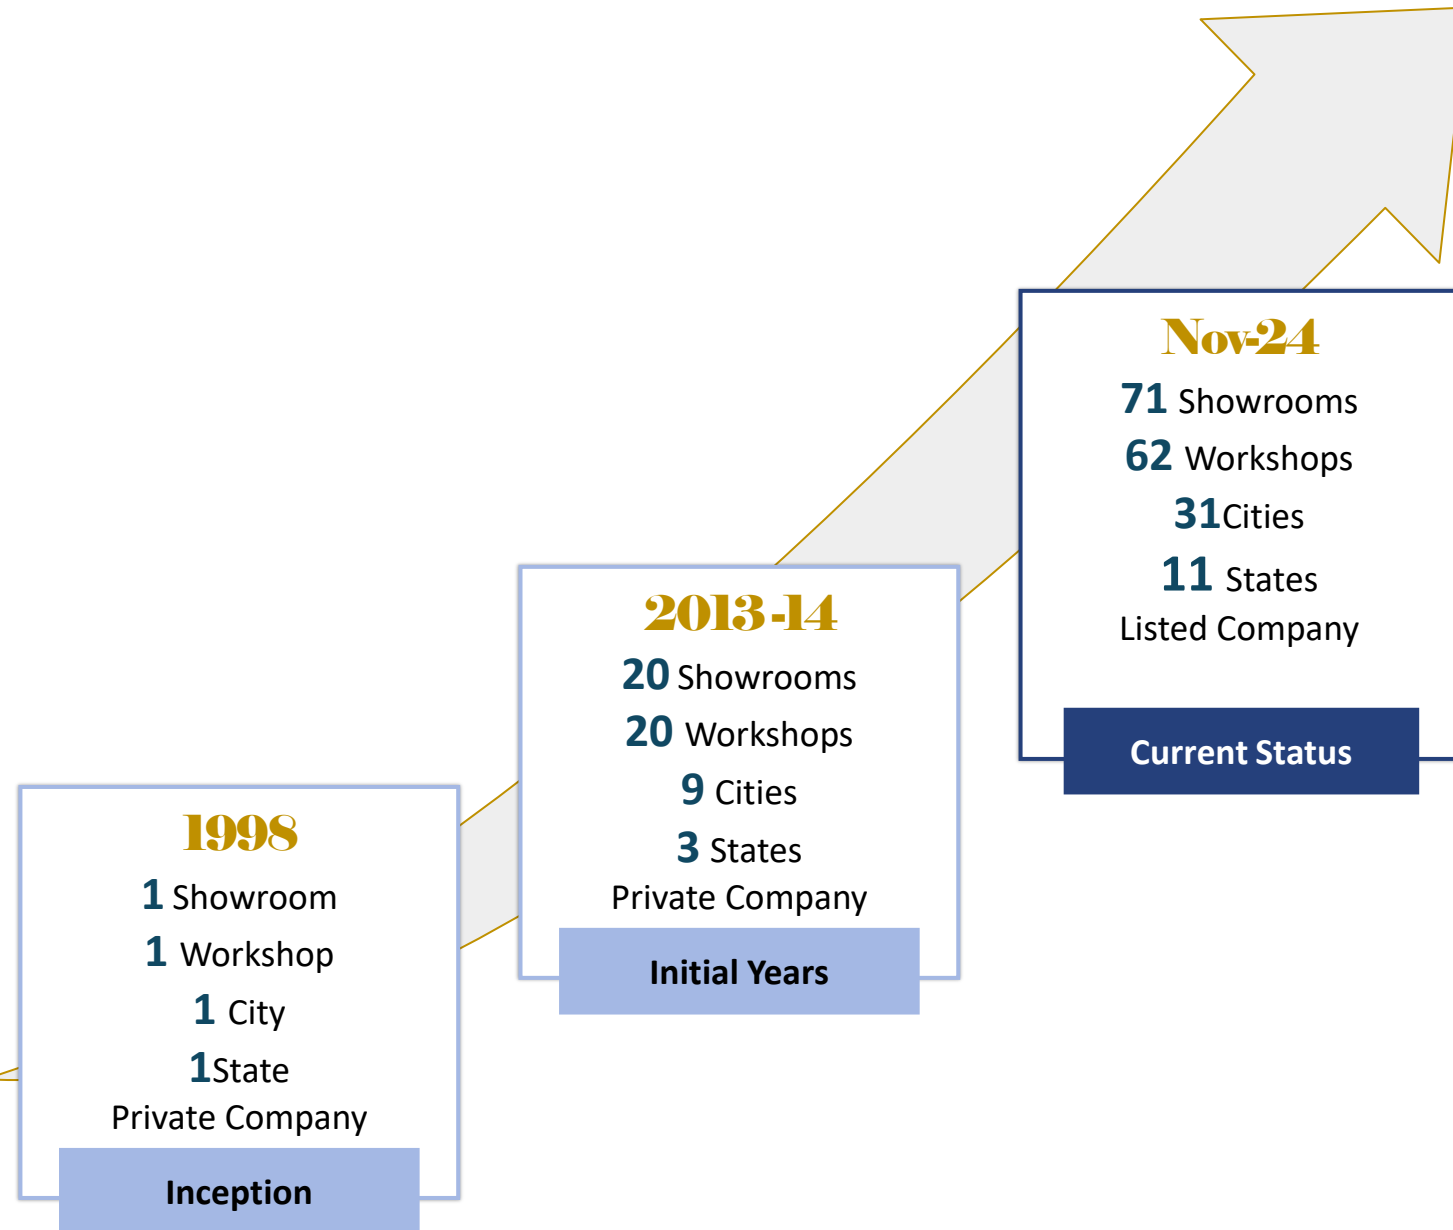 1998
1 Showroom
1 Workshop
1 City
1State
Private Company
Inception
2013-14
20 Showrooms
20 Workshops
9 Cities
3 States
Private Company
Initial Years
Nov-24
71 Showrooms
62 Workshops
31Cities
11 States
Listed Company
Current Status